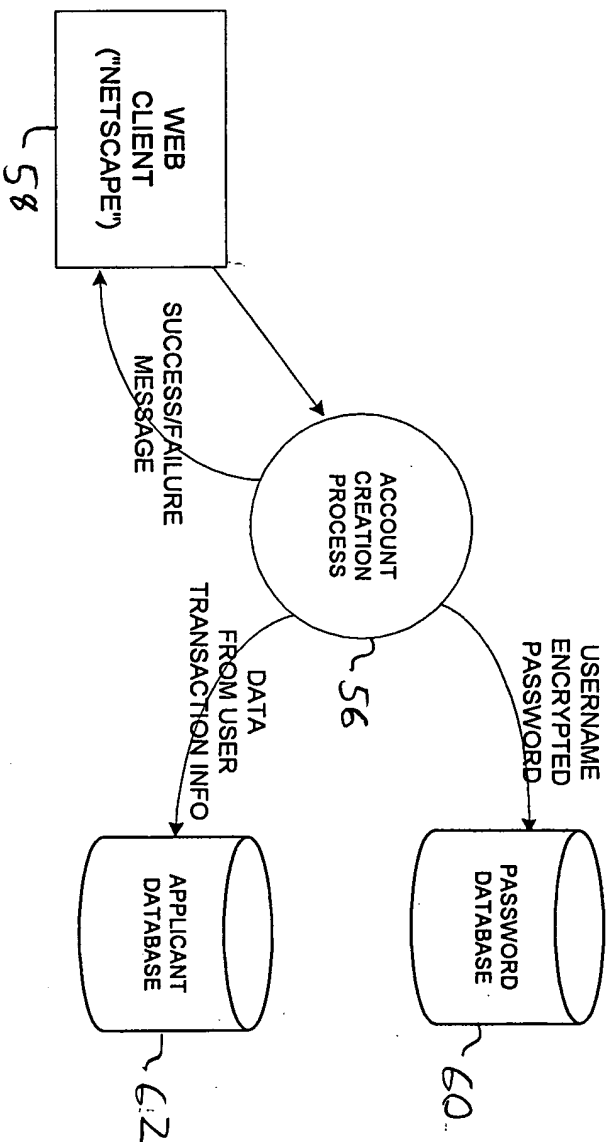 WEB
CLIENT
("NETSCAPE")
58
SUCCESS/FAILURE
MESSAGE
ACCOUNT
CREATION
PROCESS
56
USERNAME
ENCRYPTED
PASSWORD
PASSWORD
DATABASE
60
DATA
FROM USER
TRANSACTION INFO
APPLICANT
DATABASE
62